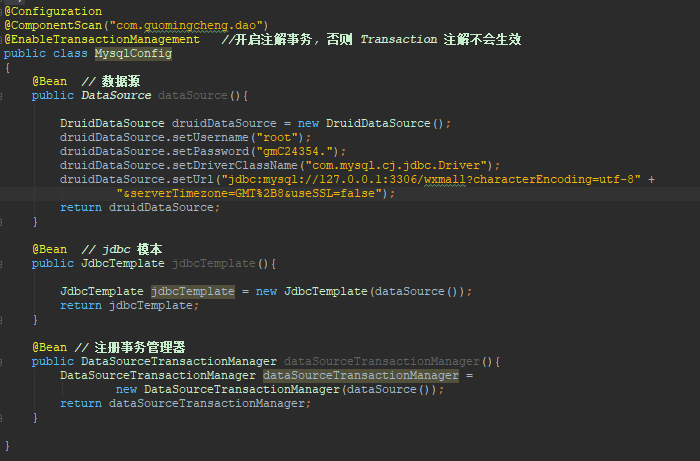 @Configuration
@ComponentScan("com.guomingcheng.dao")
@EnableTransactionManagement   //开启注解事务, 否则 Transaction 注解不会生效
public class MysqlConfig
{
    @Bean  // 数据源
    public DataSource dataSource(){
        DruidDataSource druidDataSource = new DruidDataSource();
        druidDataSource.setUsername("root");
        druidDataSource.setPassword("gmC24354.");
        druidDataSource.setDriverClassName("com.mysql.cj.jdbc.Driver");
        druidDataSource.setUrl("jdbc:mysql://127.0.0.1:3306/wxmall?characterEncoding=utf-8" +
                "&serverTimezone=GMT%2B8&useSSL=false");
        return druidDataSource;
    }
    @Bean  // jdbc 模本
    public JdbcTemplate jdbcTemplate(){
        JdbcTemplate jdbcTemplate = new JdbcTemplate(dataSource());
        return jdbcTemplate;
    }
    @Bean // 注册事务管理器
    public DataSourceTransactionManager dataSourceTransactionManager(){
        DataSourceTransactionManager dataSourceTransactionManager =
                new DataSourceTransactionManager(dataSource());
        return dataSourceTransactionManager;
    }
}